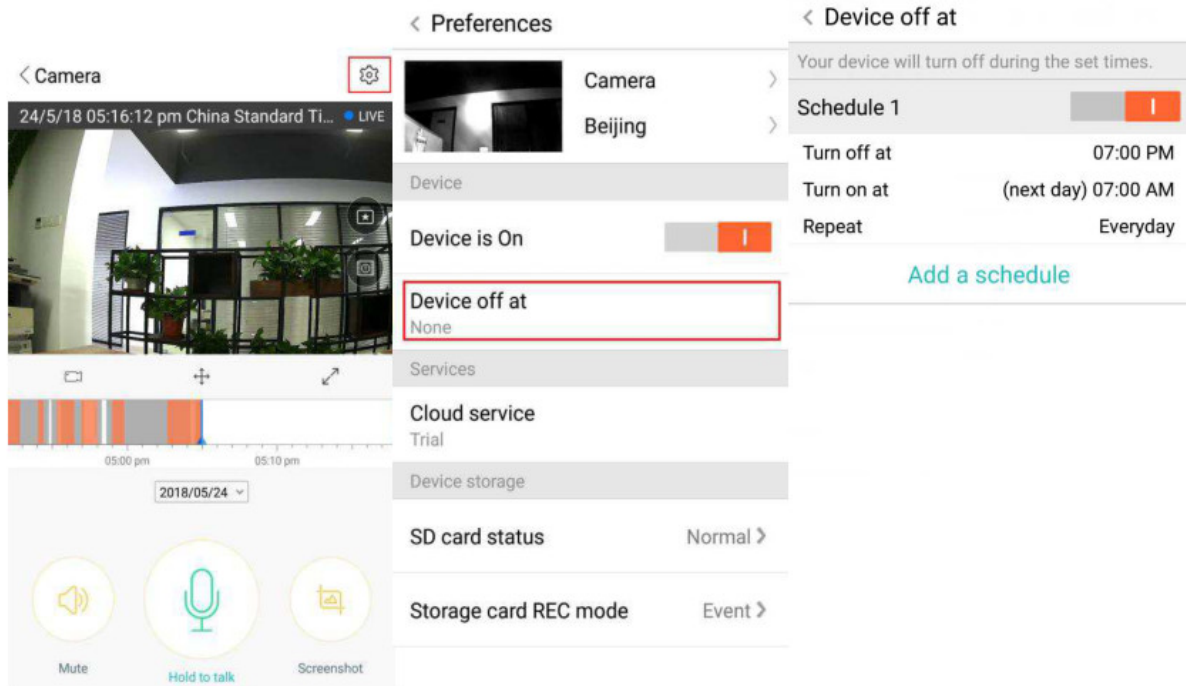 Camera
24/5/18 05:16:12 pm China Standard Ti... LIVE
05:00 pm 05:10 pm
2018/05/24
Mute
Hold to talk
Screenshot
Preferences
Camera
Beijing
Device
Device is On
Device off at
None
Services
Cloud service
Trial
Device storage
SD card status Normal
Storage card REC mode Event
Device off at
Your device will turn off during the set times.
Schedule 1
Turn off at 07:00 PM
Turn on at (next day) 07:00 AM
Repeat Everyday
Add a schedule